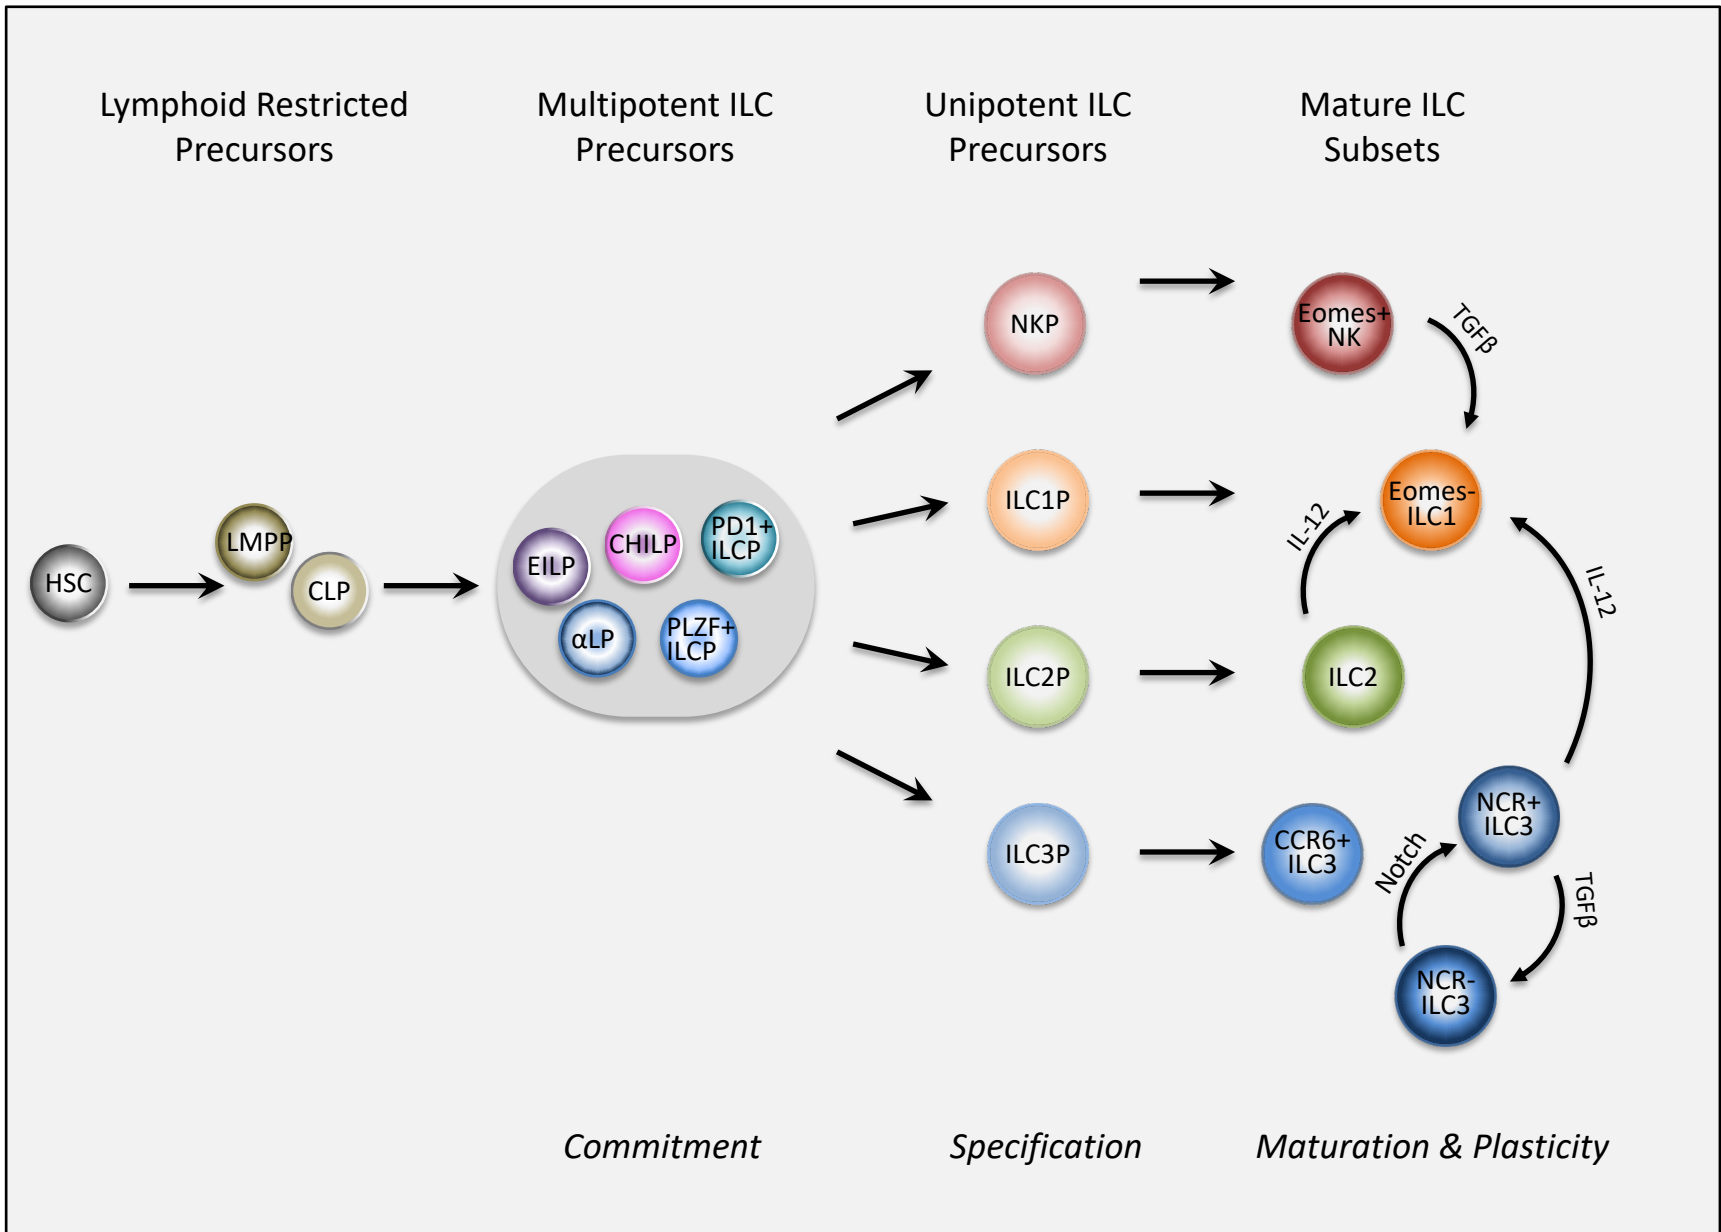 Lymphoid Restricted
Precursors
Multipotent ILC
Precursors
Unipotent ILC
Precursors
Mature ILC
Subsets
HSC
LMPP
CLP
EILP
CHILP
PD1+
ILCP
αLP
PLZF+
ILCP
NKP
ILC1P
ILC2P
ILC3P
Eomes+
NK
TGFβ
Eomes-
ILC1
IL-12
IL-12
ILC2
CCR6+
ILC3
NCR+
ILC3
Notch
TGFβ
NCR-
ILC3
Commitment
Specification
Maturation & Plasticity